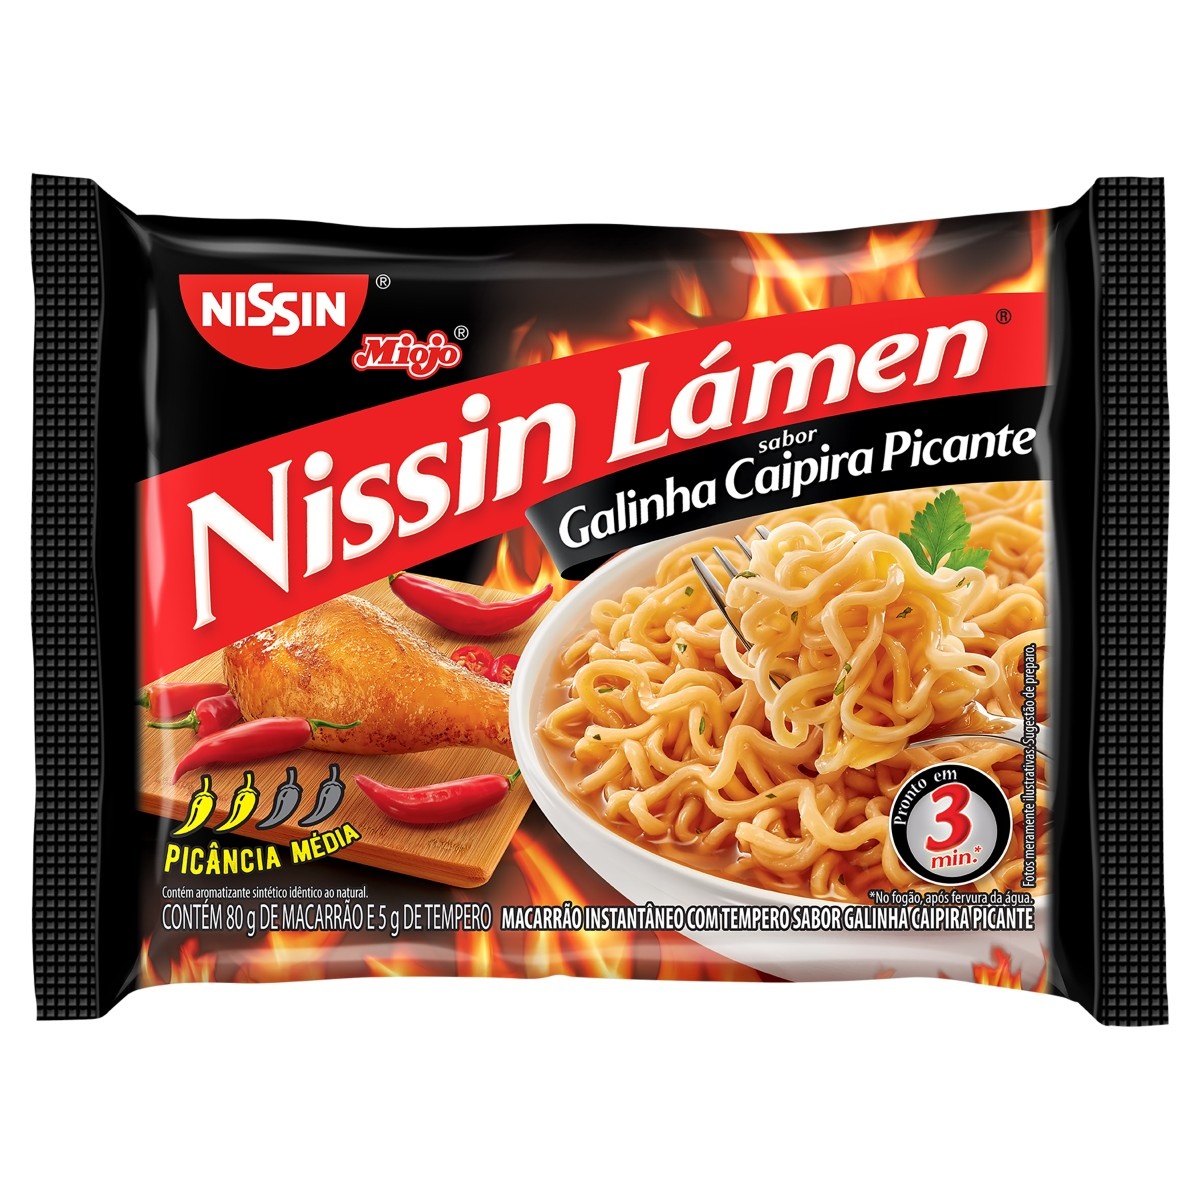 NISSIN ®
Miojo ®
Nissin Lámen ®
sabor
Galinha Caipira Picante
PICÂNCIA MÉDIA
Pronto em
3
min.*
Fotos meramente ilustrativas. Sugestão de preparo.
*No fogão, após fervura da água.
Contém aromatizante sintético idêntico ao natural.
CONTÉM 80 g DE MACARRÃO E 5 g DE TEMPERO MACARRÃO INSTANTÂNEO COM TEMPERO SABOR GALINHA CAIPIRA PICANTE